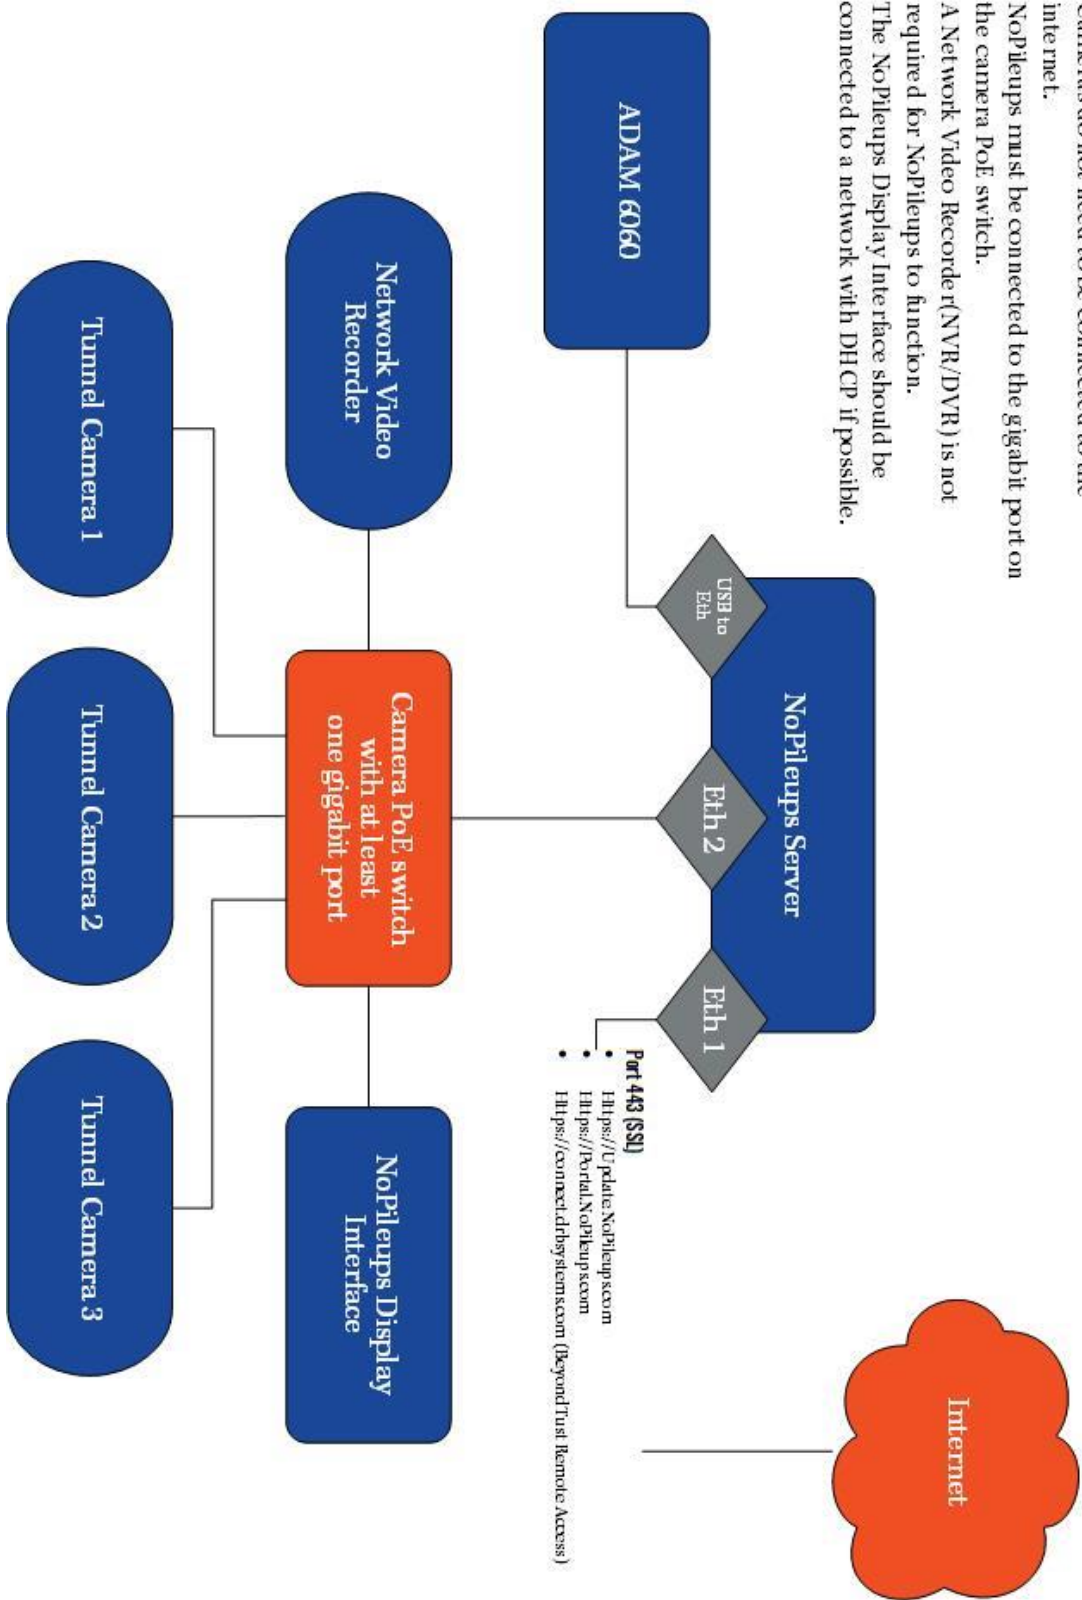 internet.
NoPileups must be connected to the gigabit port on
the camera PoE switch.
A Network Video Recorder(NVR/DVR) is not
required for NoPileups to function.
The NoPileups Display Interface should be
connected to a network with DHCP if possible.
Internet
NoPileups Server
USB to
Eth
Eth 2
Eth 1
ADAM 6060
Port 443 (SSL)
• Https://Update.NoPileups.com
• Https://Portal.NoPileups.com
• Https://connect.drbsystems.com (BeyondTust Remote Access)
Network Video
Recorder
Camera PoE switch
with at least
one gigabit port
NoPileups Display
Interface
Tunnel Camera 1
Tunnel Camera 2
Tunnel Camera 3